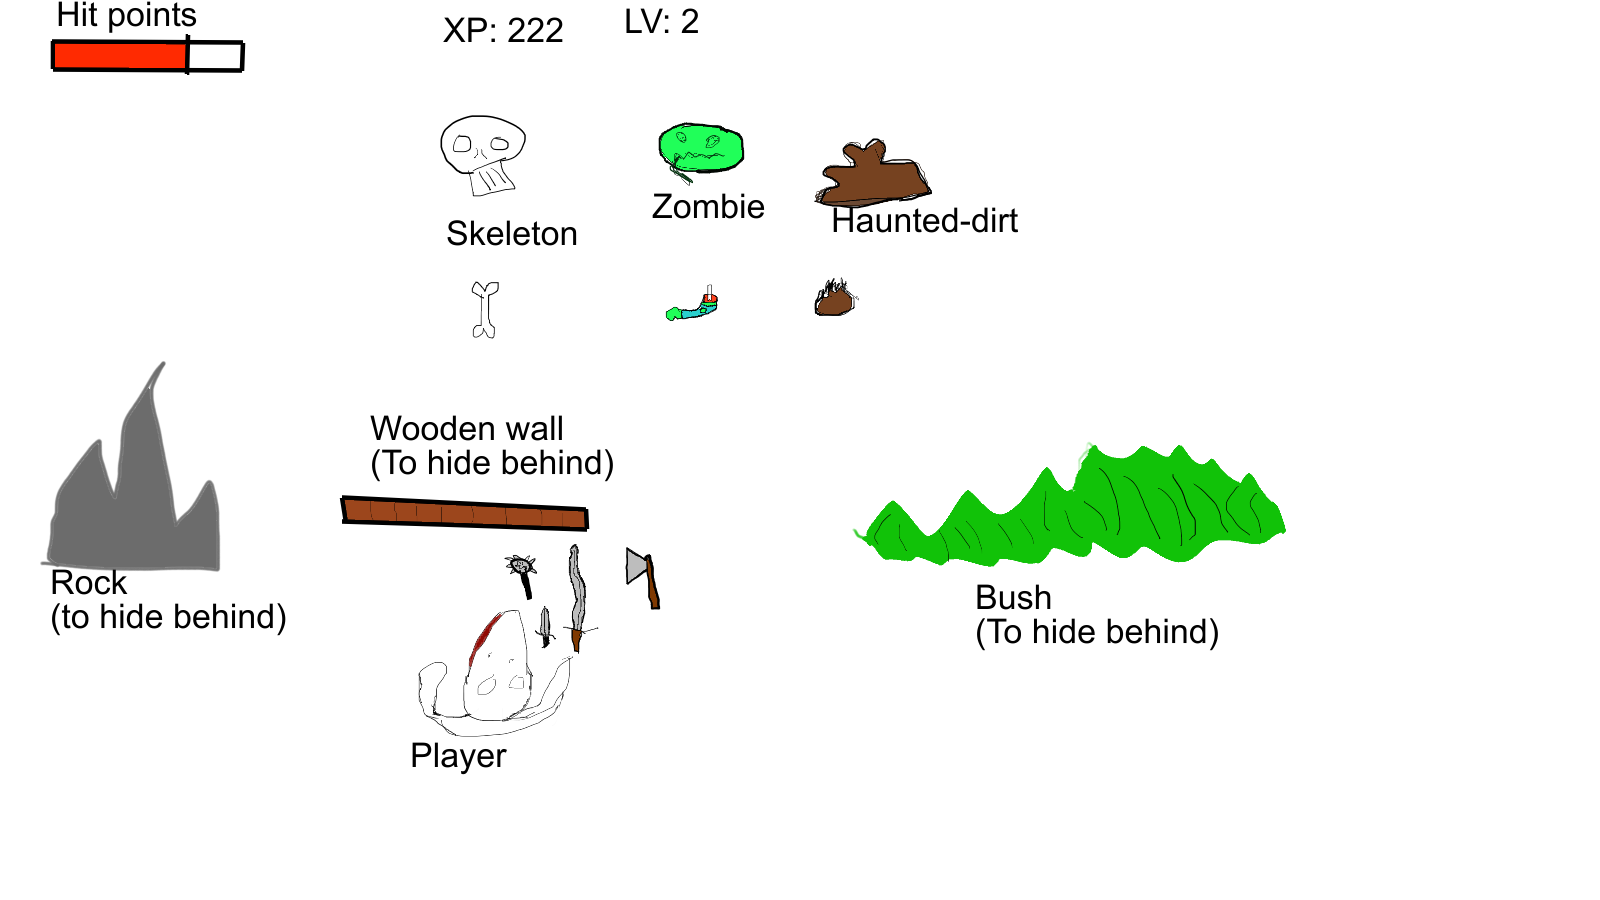 Hit points
XP: 222
LV: 2
Skeleton
Zombie
Haunted-dirt
Wooden wall
(To hide behind)
Rock
(to hide behind)
Bush
(To hide behind)
Player